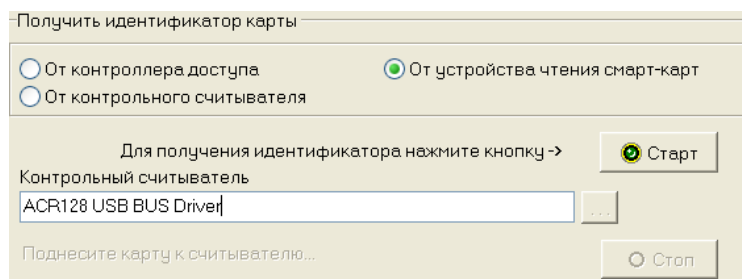 Получить идентификатор карты
От контроллера доступа
От устройства чтения смарт-карт
От контрольного считывателя
Для получения идентификатора нажмите кнопку ->
Старт
Контрольный считыватель
ACR128 USB BUS Driver
...
Поднесите карту к считывателю...
Стоп